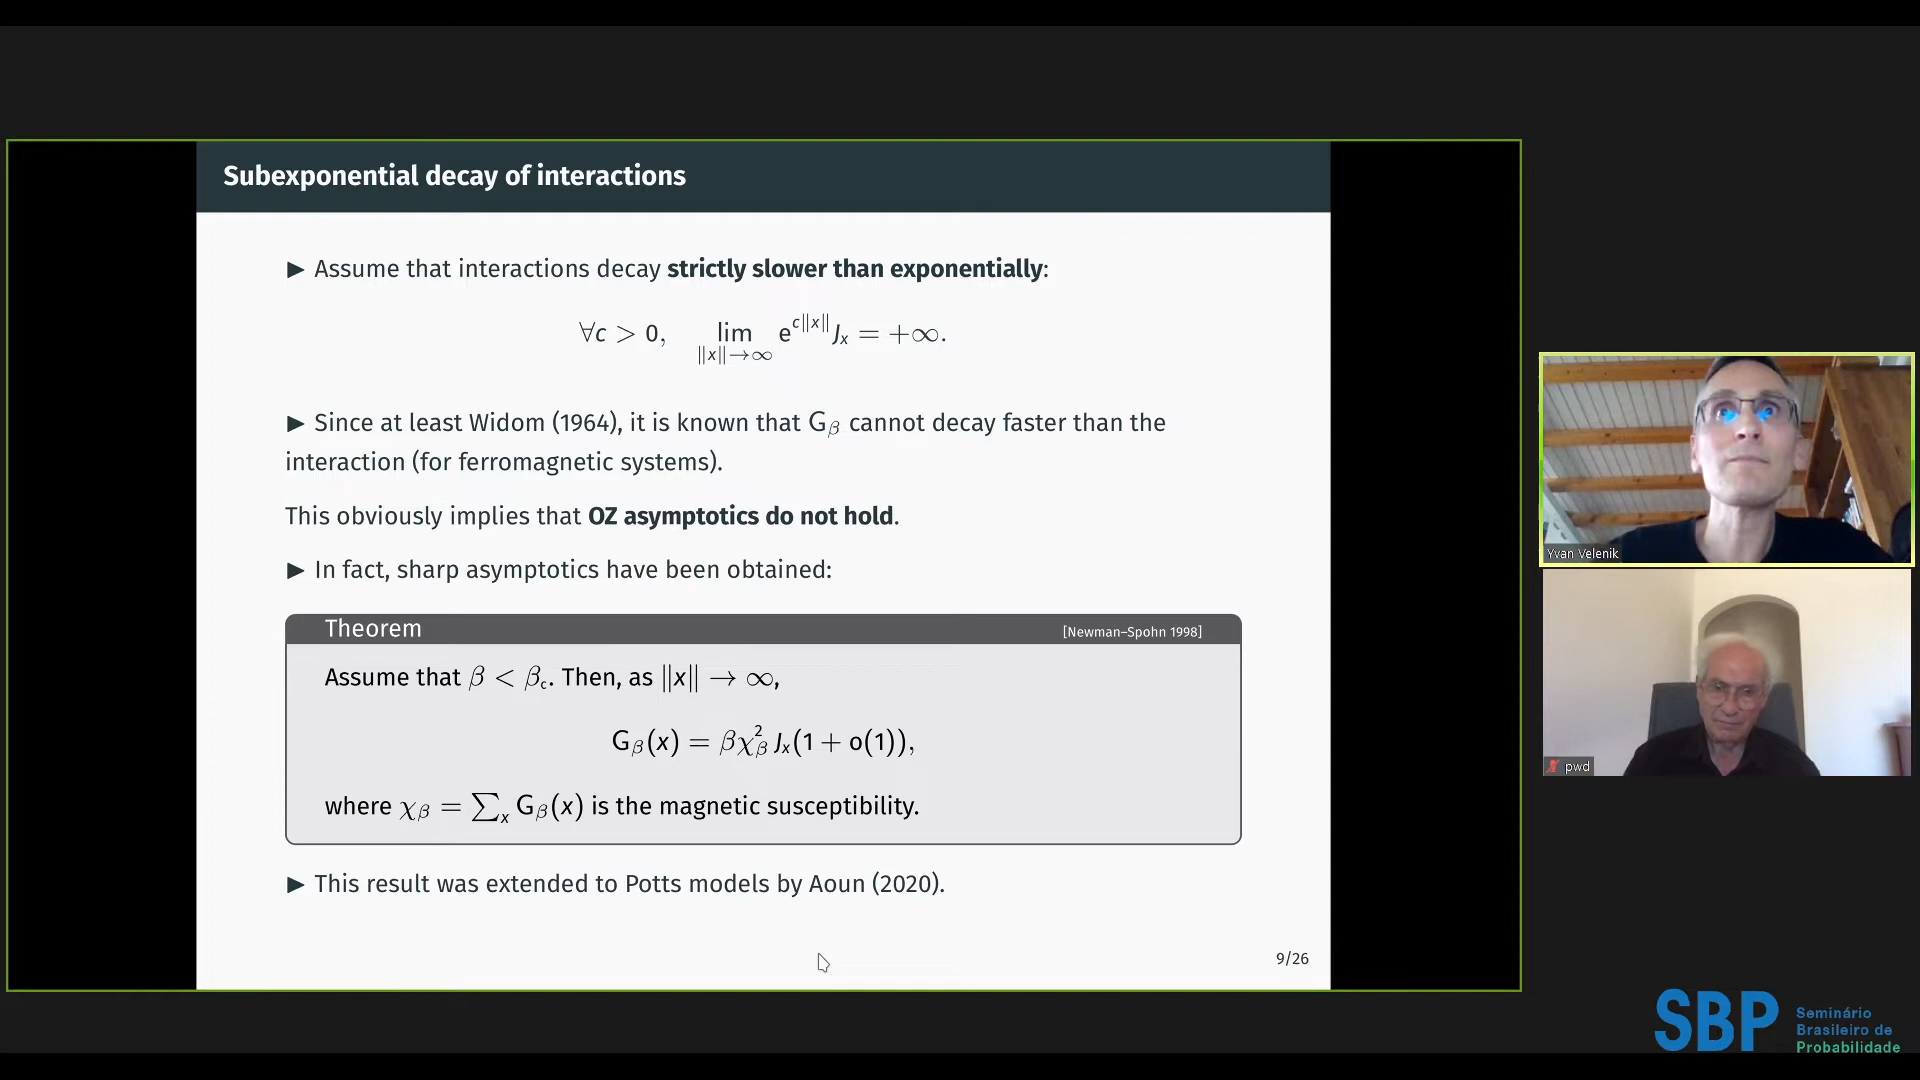 Subexponential decay of interactions
▶ Assume that interactions decay strictly slower than exponentially:
∀c > 0, lim_{‖x‖→∞} e^{c‖x‖} J_x = +∞.
▶ Since at least Widom (1964), it is known that G_β cannot decay faster than the
interaction (for ferromagnetic systems).
This obviously implies that OZ asymptotics do not hold.
▶ In fact, sharp asymptotics have been obtained:
Theorem [Newman–Spohn 1998]
Assume that β < β_c. Then, as ‖x‖ → ∞,
G_β(x) = βχ_β^2 J_x(1 + o(1)),
where χ_β = ∑_x G_β(x) is the magnetic susceptibility.
▶ This result was extended to Potts models by Aoun (2020).
9/26
Yvan Velenik
pwd
SBP
Seminário
Brasileiro de
Probabilidade